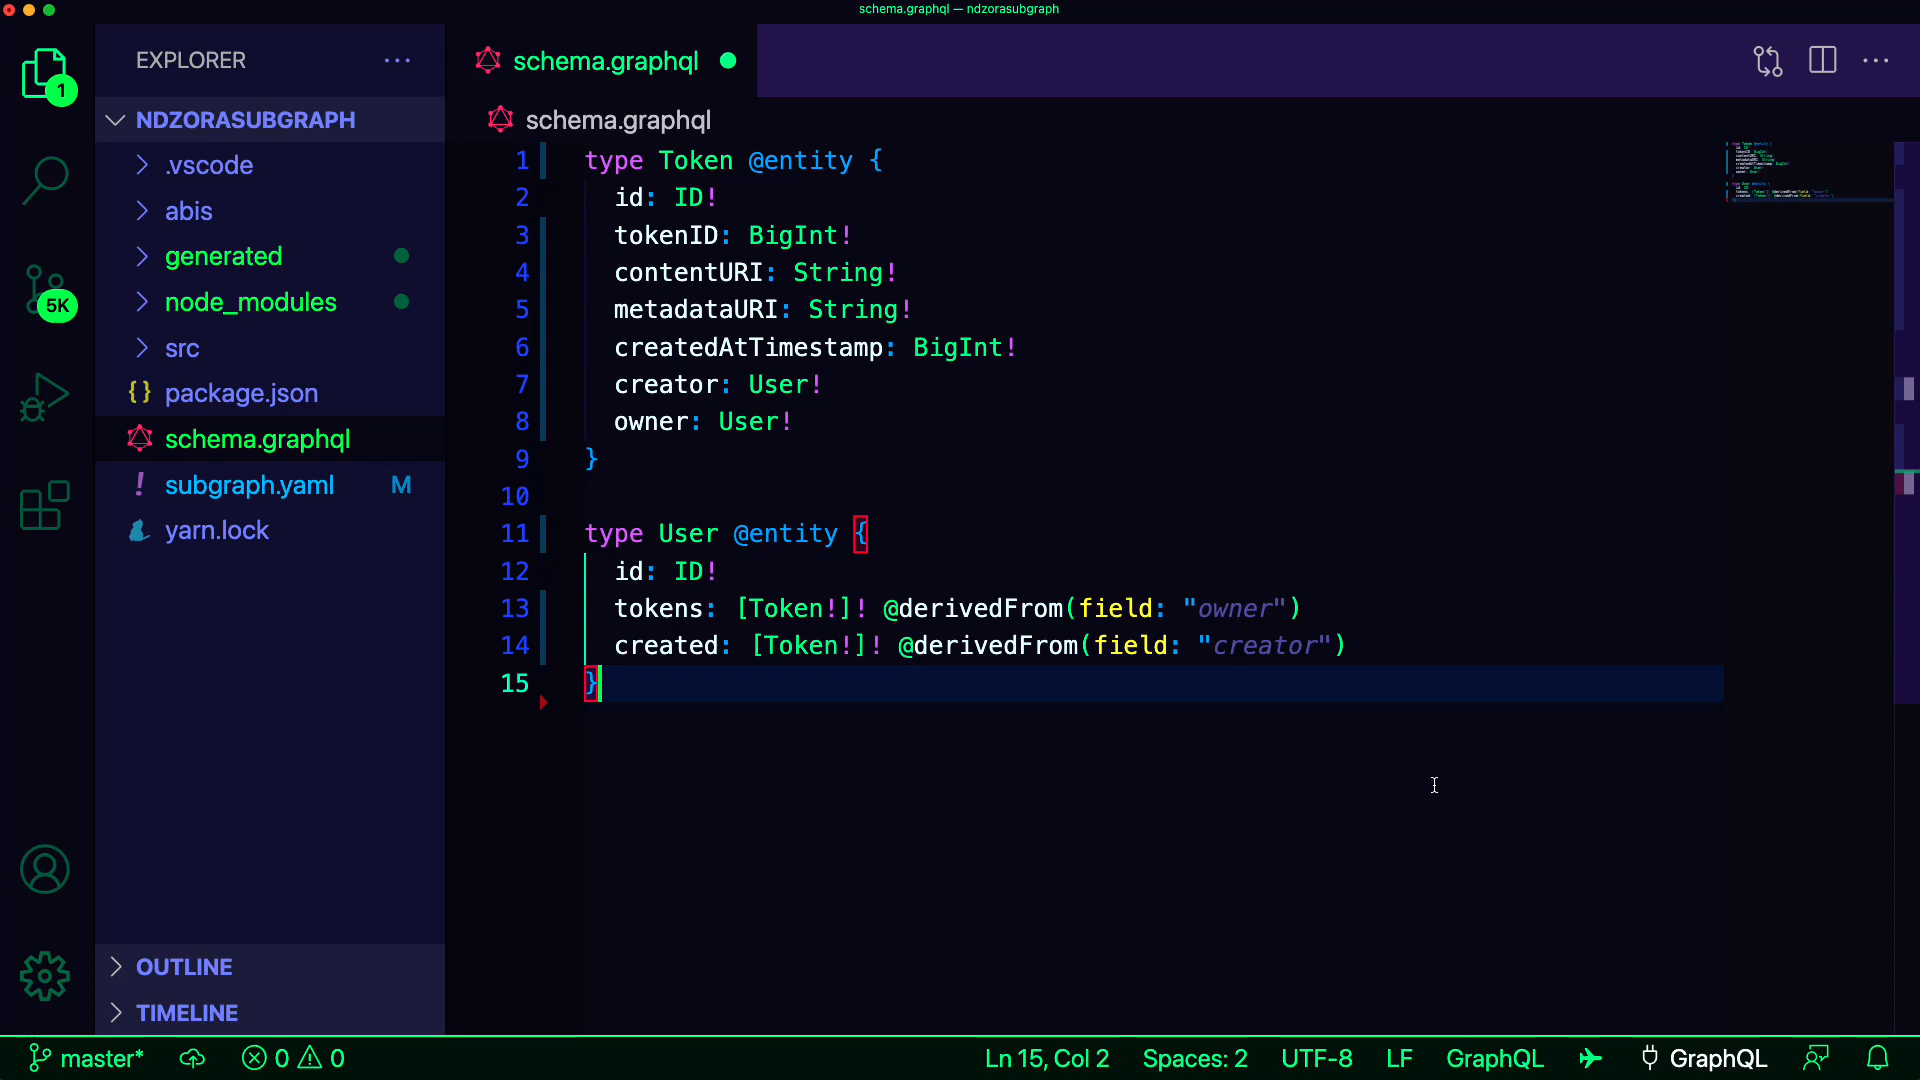 schema.graphql — ndzorasubgraph
EXPLORER
schema.graphql
1
NDZORASUBGRAPH
schema.graphql
.vscode
abis
generated
node_modules
src
package.json
schema.graphql
subgraph.yaml M
yarn.lock
5K
1 type Token @entity {
2 id: ID!
3 tokenID: BigInt!
4 contentURI: String!
5 metadataURI: String!
6 createdAtTimestamp: BigInt!
7 creator: User!
8 owner: User!
9 }
10
11 type User @entity {
12 id: ID!
13 tokens: [Token!]! @derivedFrom(field: "owner")
14 created: [Token!]! @derivedFrom(field: "creator")
15 }
OUTLINE
TIMELINE
master* 0 0 Ln 15, Col 2 Spaces: 2 UTF-8 LF GraphQL GraphQL